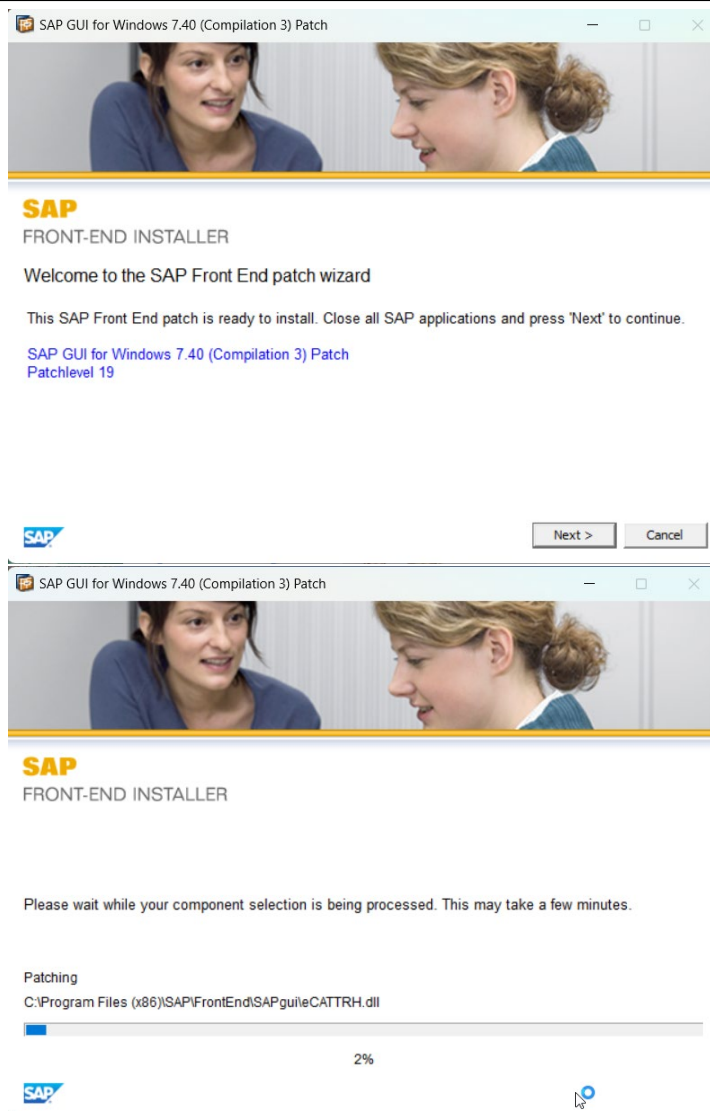 SAP GUI for Windows 7.40 (Compilation 3) Patch
SAP
FRONT-END INSTALLER
Welcome to the SAP Front End patch wizard
This SAP Front End patch is ready to install. Close all SAP applications and press 'Next' to continue.
SAP GUI for Windows 7.40 (Compilation 3) Patch
Patchlevel 19
SAP
Next >
Cancel
SAP GUI for Windows 7.40 (Compilation 3) Patch
SAP
FRONT-END INSTALLER
Please wait while your component selection is being processed. This may take a few minutes.
Patching
C:\Program Files (x86)\SAP\FrontEnd\SAPgui\eCATTRH.dll
2%
SAP